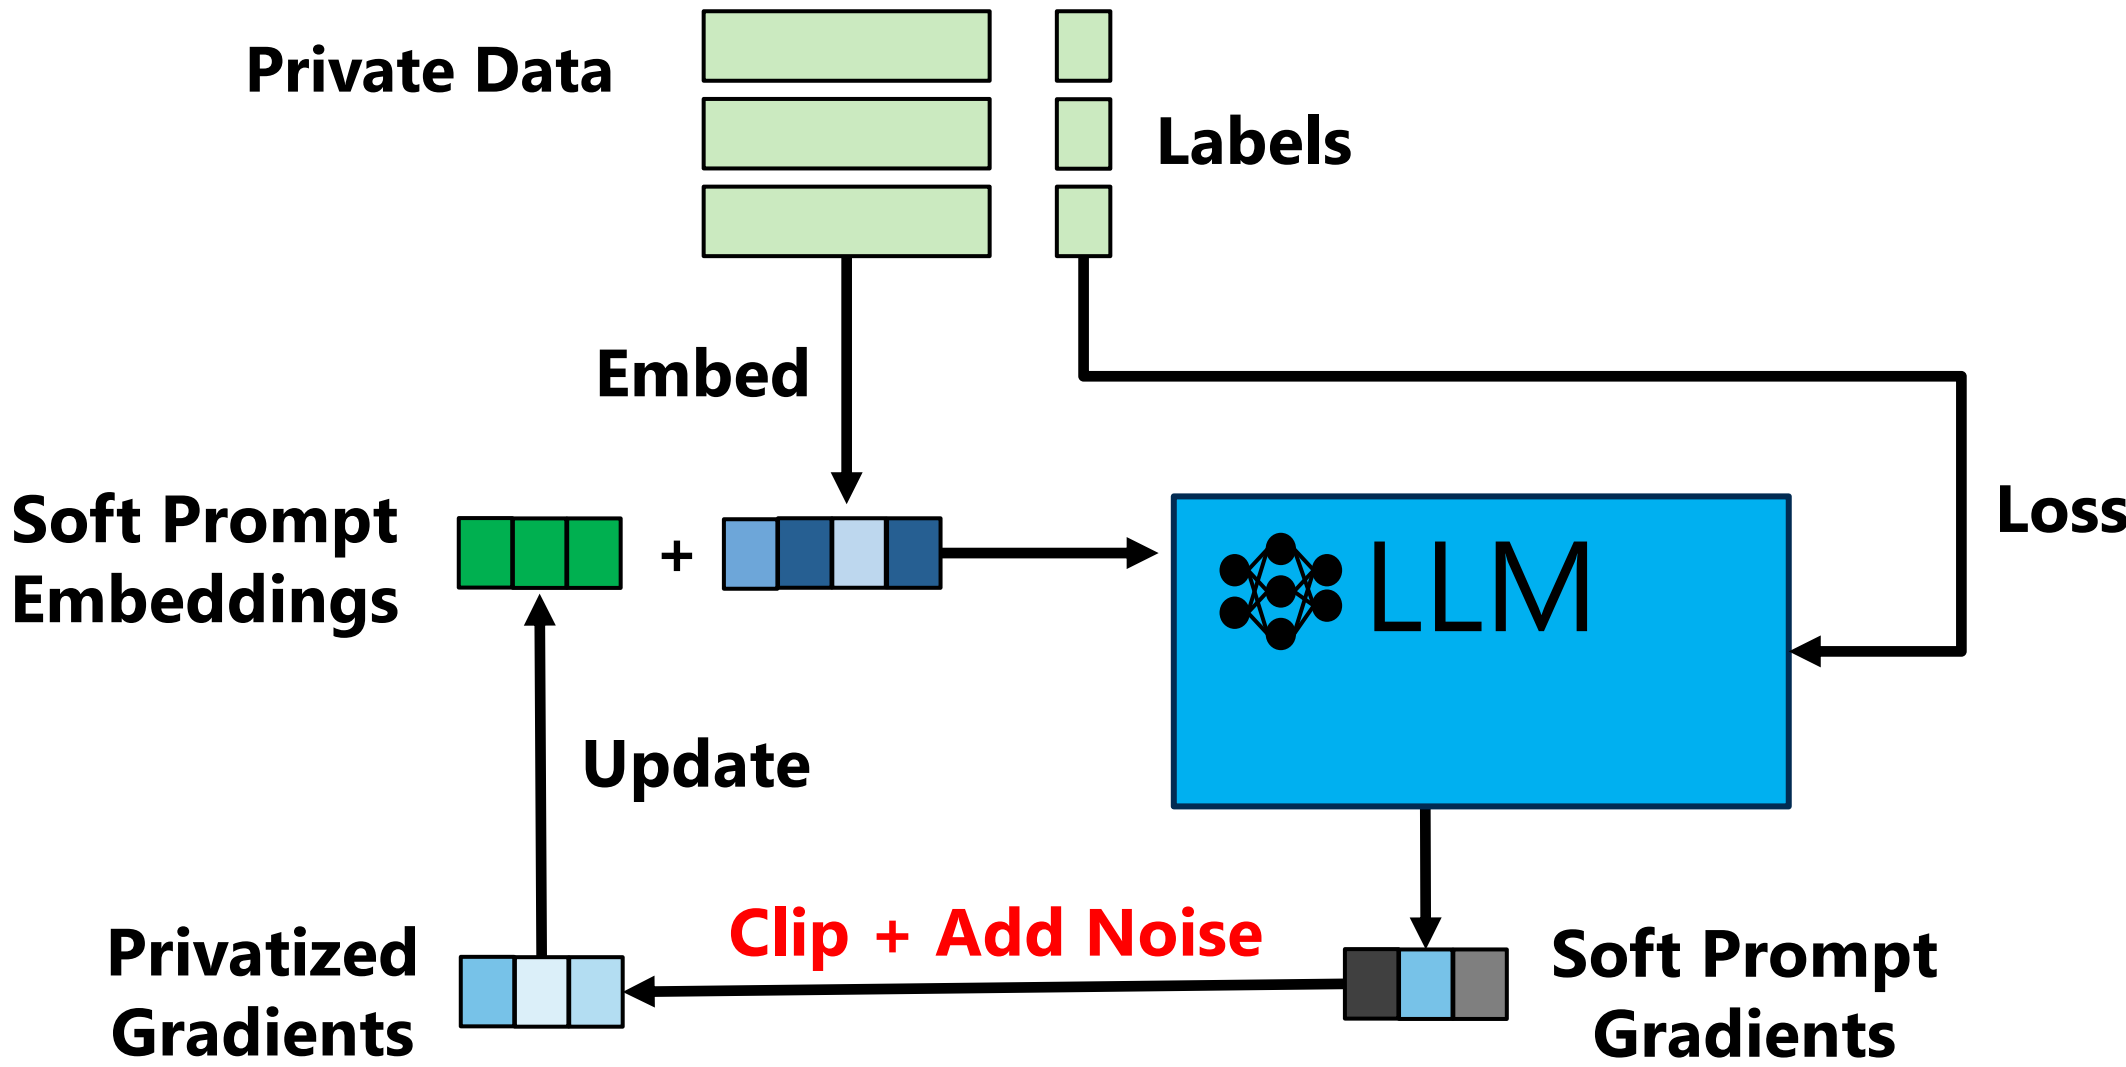 Private Data
Labels
Embed
Soft Prompt
Embeddings
+
LLM
Loss
Update
Clip + Add Noise
Privatized
Gradients
Soft Prompt
Gradients